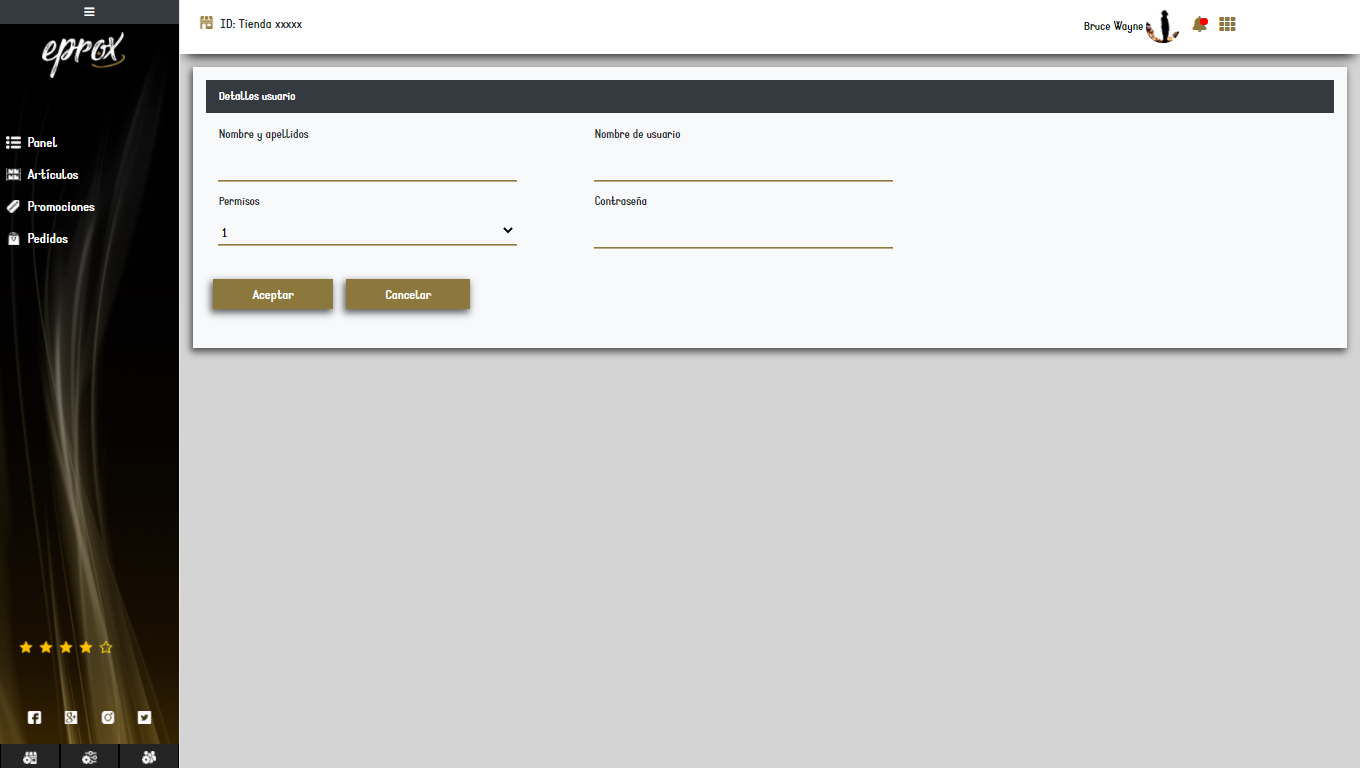 ID: Tienda xxxxx
Bruce Wayne
eprox
Panel
Artículos
Promociones
Pedidos
Detalles usuario
Nombre y apellidos
Nombre de usuario
Permisos
Contraseña
1
Aceptar
Cancelar